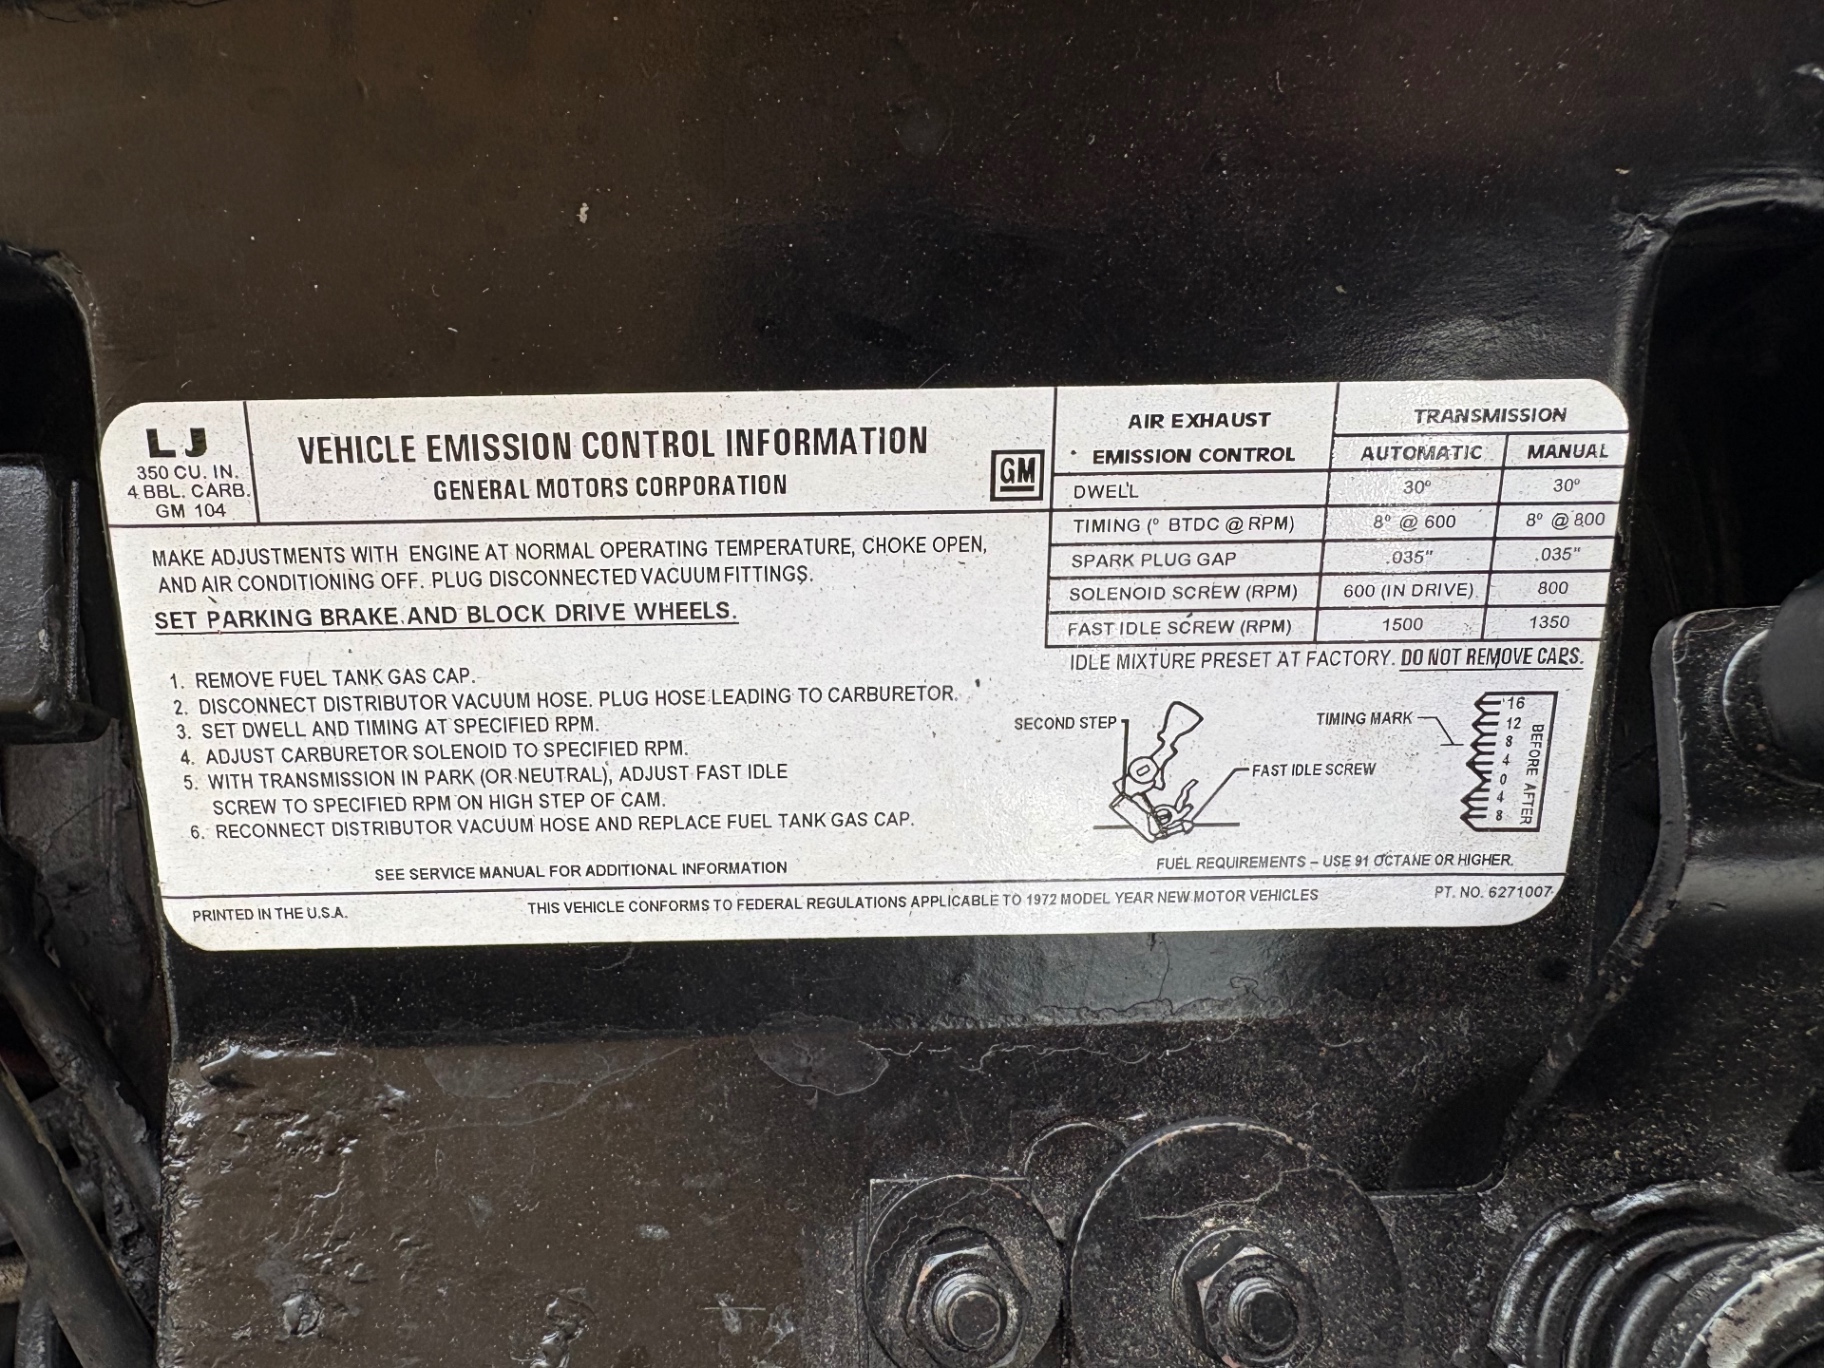 LJ
350 CU. IN.
4 BBL. CARB.
GM 104
VEHICLE EMISSION CONTROL INFORMATION
GENERAL MOTORS CORPORATION
GM
MAKE ADJUSTMENTS WITH ENGINE AT NORMAL OPERATING TEMPERATURE, CHOKE OPEN,
AND AIR CONDITIONING OFF. PLUG DISCONNECTED VACUUM FITTINGS.
SET PARKING BRAKE AND BLOCK DRIVE WHEELS.
1. REMOVE FUEL TANK GAS CAP.
2. DISCONNECT DISTRIBUTOR VACUUM HOSE. PLUG HOSE LEADING TO CARBURETOR.
3. SET DWELL AND TIMING AT SPECIFIED RPM.
4. ADJUST CARBURETOR SOLENOID TO SPECIFIED RPM.
5. WITH TRANSMISSION IN PARK (OR NEUTRAL), ADJUST FAST IDLE
SCREW TO SPECIFIED RPM ON HIGH STEP OF CAM.
6. RECONNECT DISTRIBUTOR VACUUM HOSE AND REPLACE FUEL TANK GAS CAP.
SEE SERVICE MANUAL FOR ADDITIONAL INFORMATION
AIR EXHAUST
EMISSION CONTROL
TRANSMISSION
AUTOMATIC MANUAL
DWELL 30° 30°
TIMING (° BTDC @ RPM) 8° @ 600 8° @ 800
SPARK PLUG GAP .035" .035"
SOLENOID SCREW (RPM) 600 (IN DRIVE) 800
FAST IDLE SCREW (RPM) 1500 1350
IDLE MIXTURE PRESET AT FACTORY. DO NOT REMOVE CAPS.
SECOND STEP
FAST IDLE SCREW
TIMING MARK
16
12
8
4
0
4
8
BEFORE AFTER
FUEL REQUIREMENTS – USE 91 OCTANE OR HIGHER.
PRINTED IN THE U.S.A.
THIS VEHICLE CONFORMS TO FEDERAL REGULATIONS APPLICABLE TO 1972 MODEL YEAR NEW MOTOR VEHICLES
PT. NO. 6271007